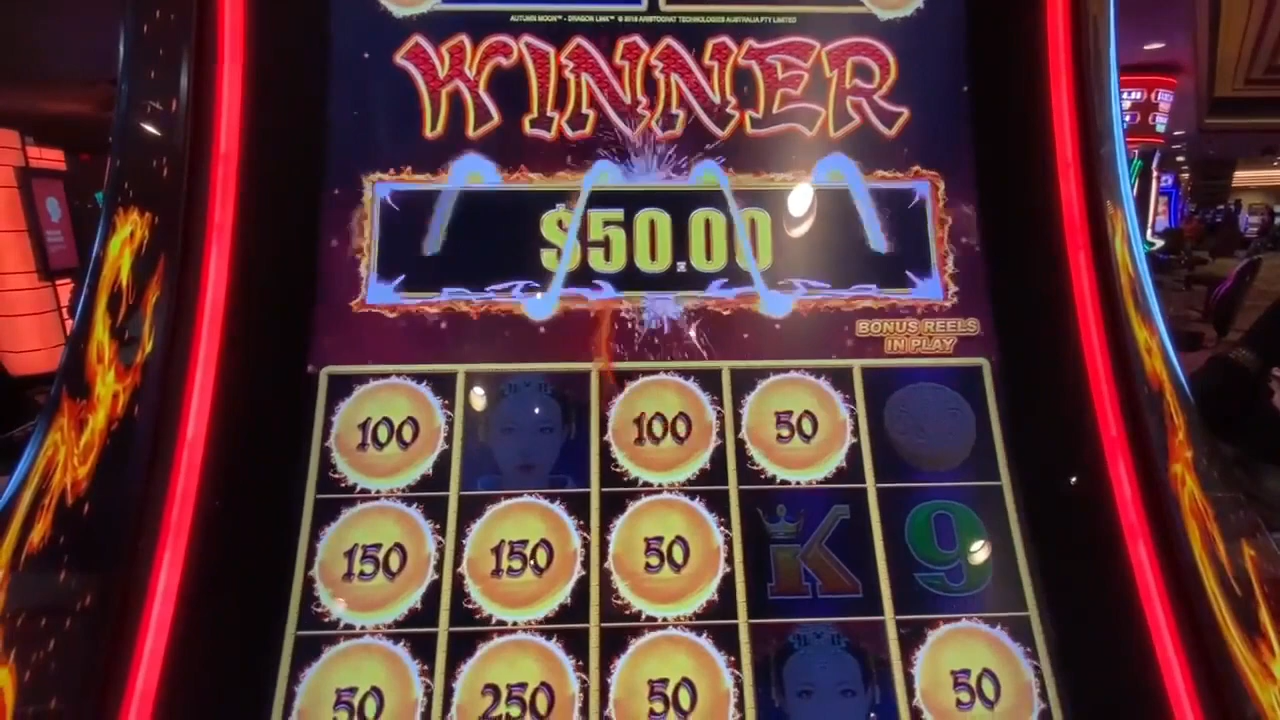 AUTUMN MOON™ - DRAGON LINK™ © 2018 ARISTOCRAT TECHNOLOGIES AUSTRALIA PTY LIMITED
WINNER
$50.00
BONUS REELS
IN PLAY
100 100 50
150 150 50 K 9
50 250 50 50